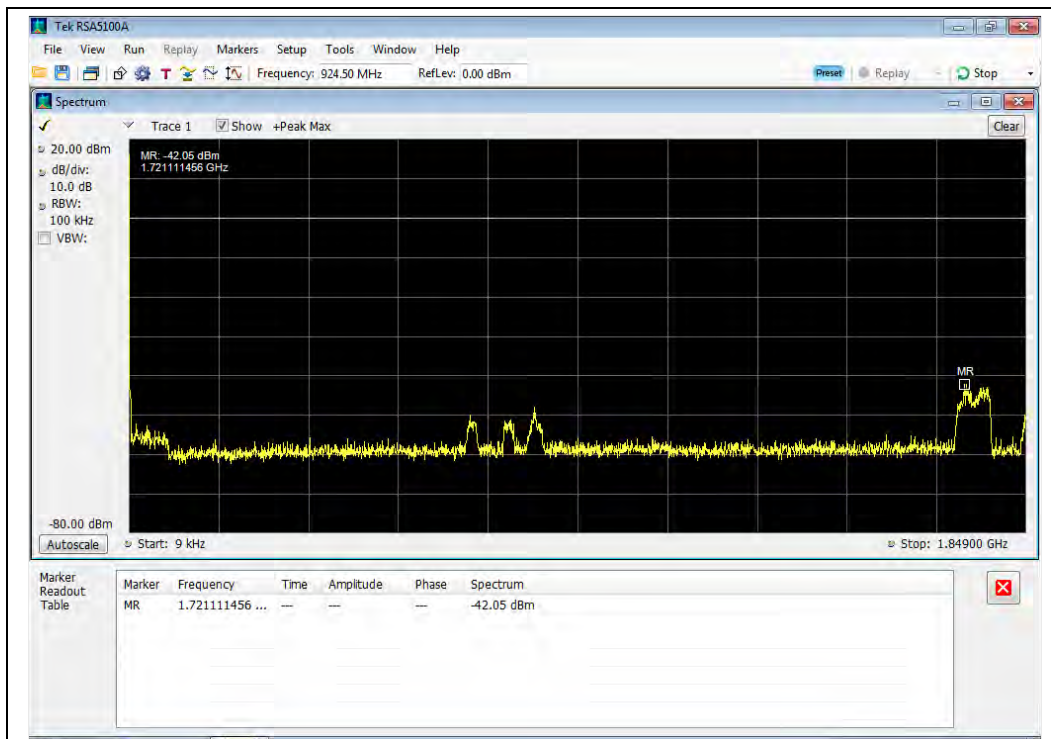 Tek RSA5100A
File View Run Replay Markers Setup Tools Window Help
T Frequency: 924.50 MHz RefLev: 0.00 dBm Preset Replay Stop
Spectrum
Trace 1 Show +Peak Max Clear
20.00 dBm
dB/div:
10.0 dB
RBW:
100 kHz
VBW:
MR: -42.05 dBm
1.721111456 GHz
MR
-80.00 dBm
Autoscale Start: 9 kHz Stop: 1.84900 GHz
Marker
Readout
Table
Marker Frequency Time Amplitude Phase Spectrum
MR 1.721111456 ... --- --- --- -42.05 dBm